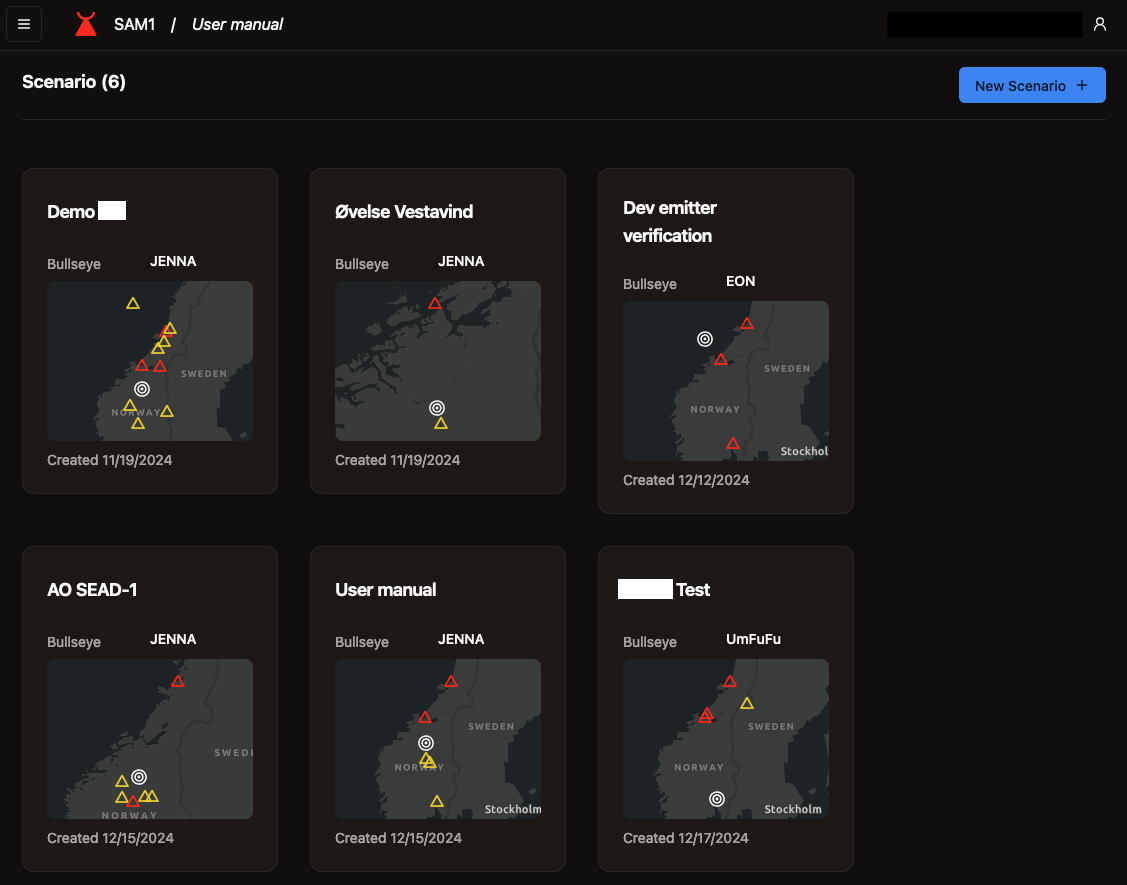 SAM1 / User manual
Scenario (6)
New Scenario +
Demo
Bullseye JENNA
SWEDEN
NORWAY
Created 11/19/2024
Øvelse Vestavind
Bullseye JENNA
Created 11/19/2024
Dev emitter
verification
Bullseye EON
SWEDEN
NORWAY
Stockhol
Created 12/12/2024
AO SEAD-1
Bullseye JENNA
SWEDI
NORWAY
Created 12/15/2024
User manual
Bullseye JENNA
SWEDEN
NORWAY
Stockholm
Created 12/15/2024
Test
Bullseye UmFuFu
SWEDEN
NORWAY
Stockholm
Created 12/17/2024